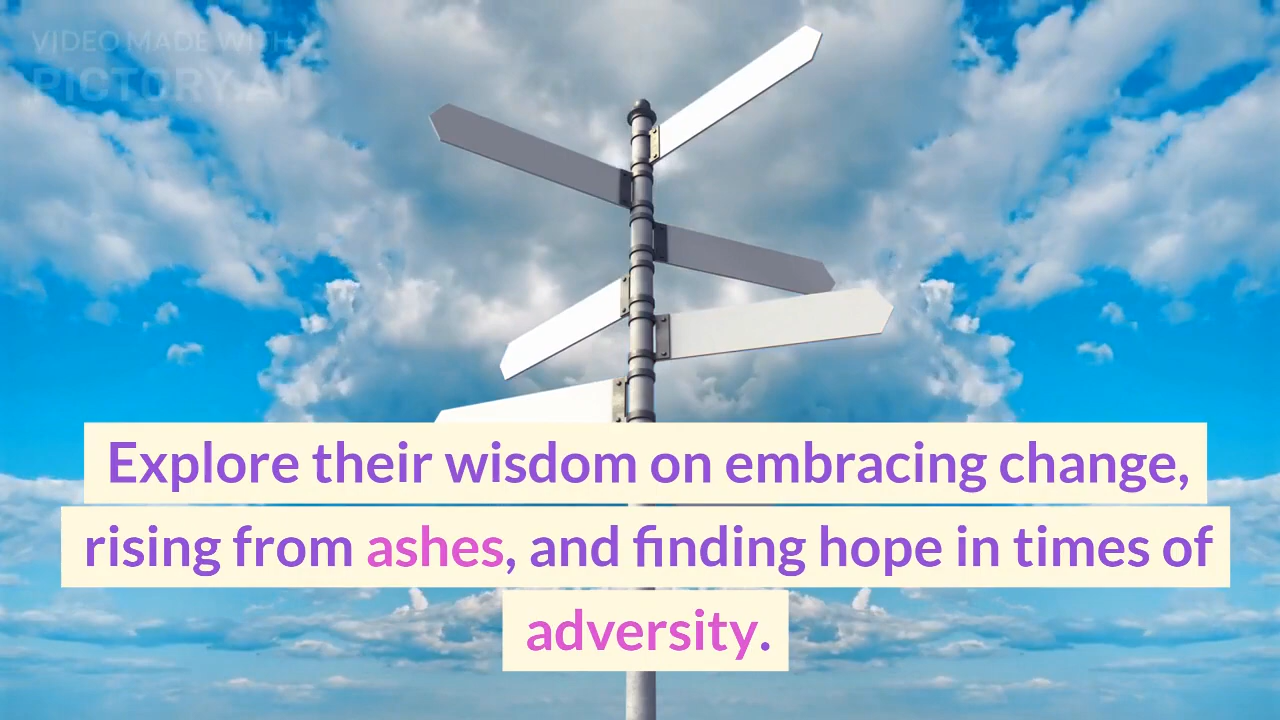 VIDEO MADE WITH
PICTORY.AI
Explore their wisdom on embracing change,
rising from ashes, and finding hope in times of
adversity.